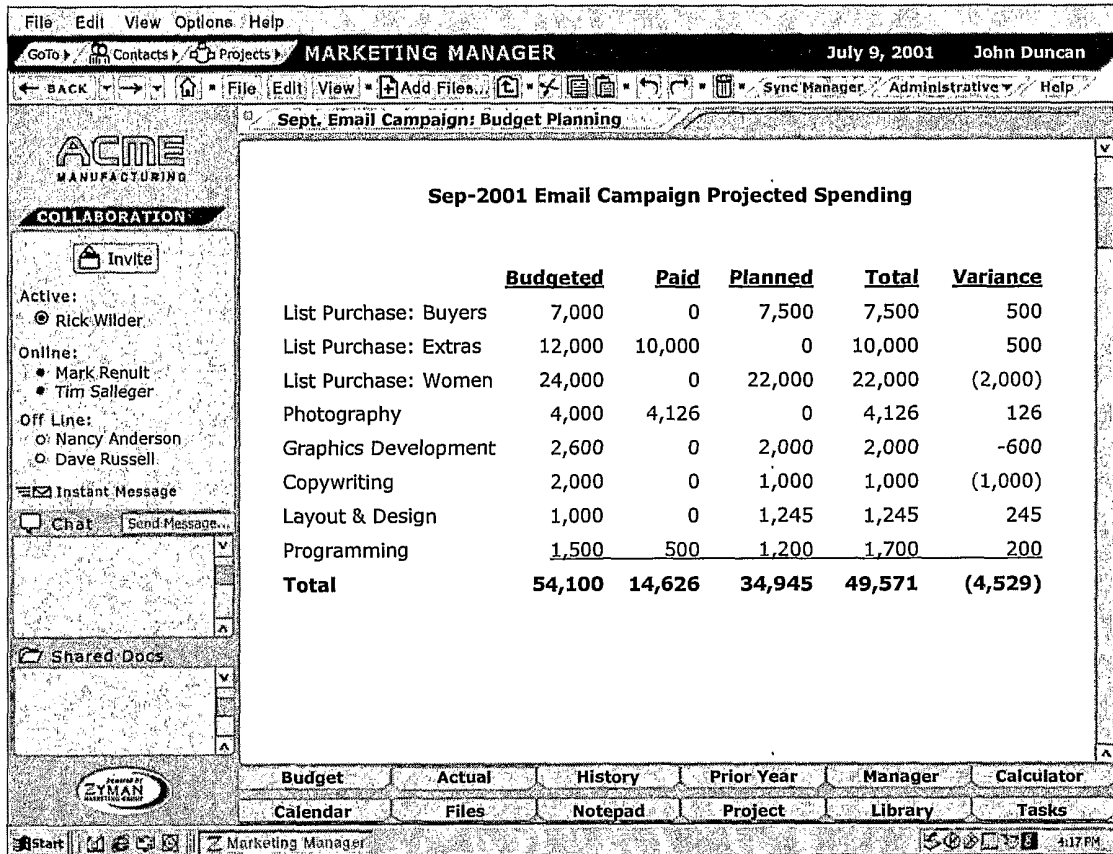 File Edit View Options Help
GoTo Contacts Projects MARKETING MANAGER July 9, 2001 John Duncan
BACK File Edit View Add Files... Sync Manager Administrative Help
Sept. Email Campaign: Budget Planning
ACME
MANUFACTURING
COLLABORATION
Invite
Active:
Rick Wilder
Online:
Mark Renult
Tim Salleger
Off Line:
Nancy Anderson
Dave Russell
Instant Message
Chat Send Message...
Shared Docs
Powered by
ZYMAN
Sep-2001 Email Campaign Projected Spending
Budgeted Paid Planned Total Variance
List Purchase: Buyers 7,000 0 7,500 7,500 500
List Purchase: Extras 12,000 10,000 0 10,000 500
List Purchase: Women 24,000 0 22,000 22,000 (2,000)
Photography 4,000 4,126 0 4,126 126
Graphics Development 2,600 0 2,000 2,000 -600
Copywriting 2,000 0 1,000 1,000 (1,000)
Layout & Design 1,000 0 1,245 1,245 245
Programming 1,500 500 1,200 1,700 200
Total 54,100 14,626 34,945 49,571 (4,529)
Budget Actual History Prior Year Manager Calculator
Calendar Files Notepad Project Library Tasks
Start Marketing Manager 4:17 PM